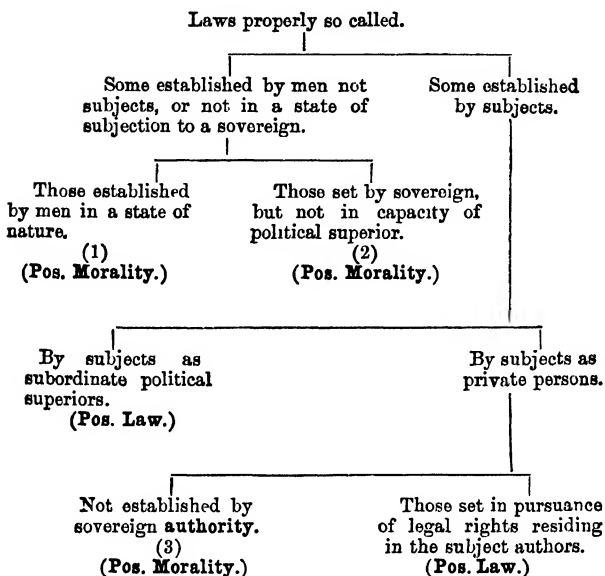 Laws properly so called.
Some established by men not
subjects, or not in a state of
subjection to a sovereign.
Some established
by subjects.
Those established
by men in a state of
nature.
(1)
(Pos. Morality.)
Those set by sovereign,
but not in capacity of
political superior.
(2)
(Pos. Morality.)
By subjects as
subordinate political
superiors.
(Pos. Law.)
By subjects as
private persons.
Not established by
sovereign authority.
(3)
(Pos. Morality.)
Those set in pursuance
of legal rights residing
in the subject authors.
(Pos. Law.)